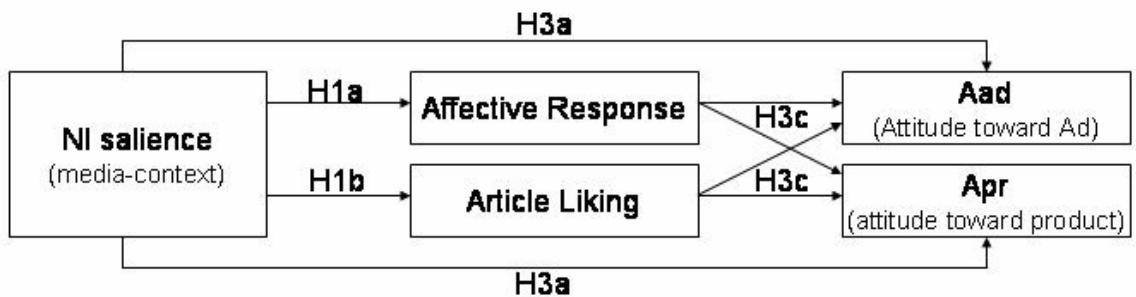 H3a
NI salience
(media-context)
H1a
Affective Response
H3c
Aad
(Attitude toward Ad)
H1b
Article Liking
H3c
Apr
(attitude toward product)
H3a